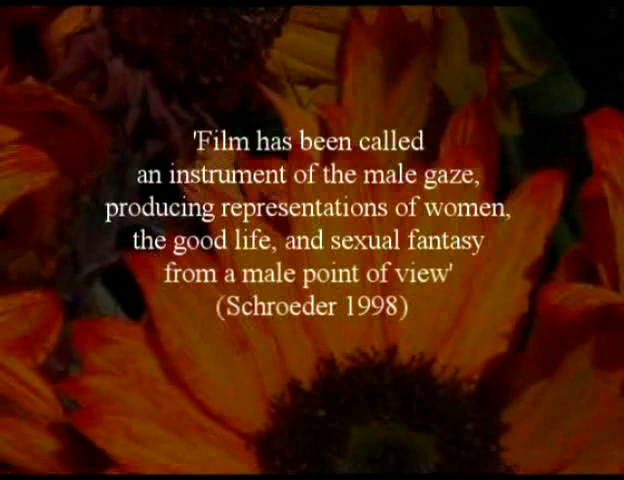 'Film has been called
an instrument of the male gaze,
producing representations of women,
the good life, and sexual fantasy
from a male point of view'
(Schroeder 1998)